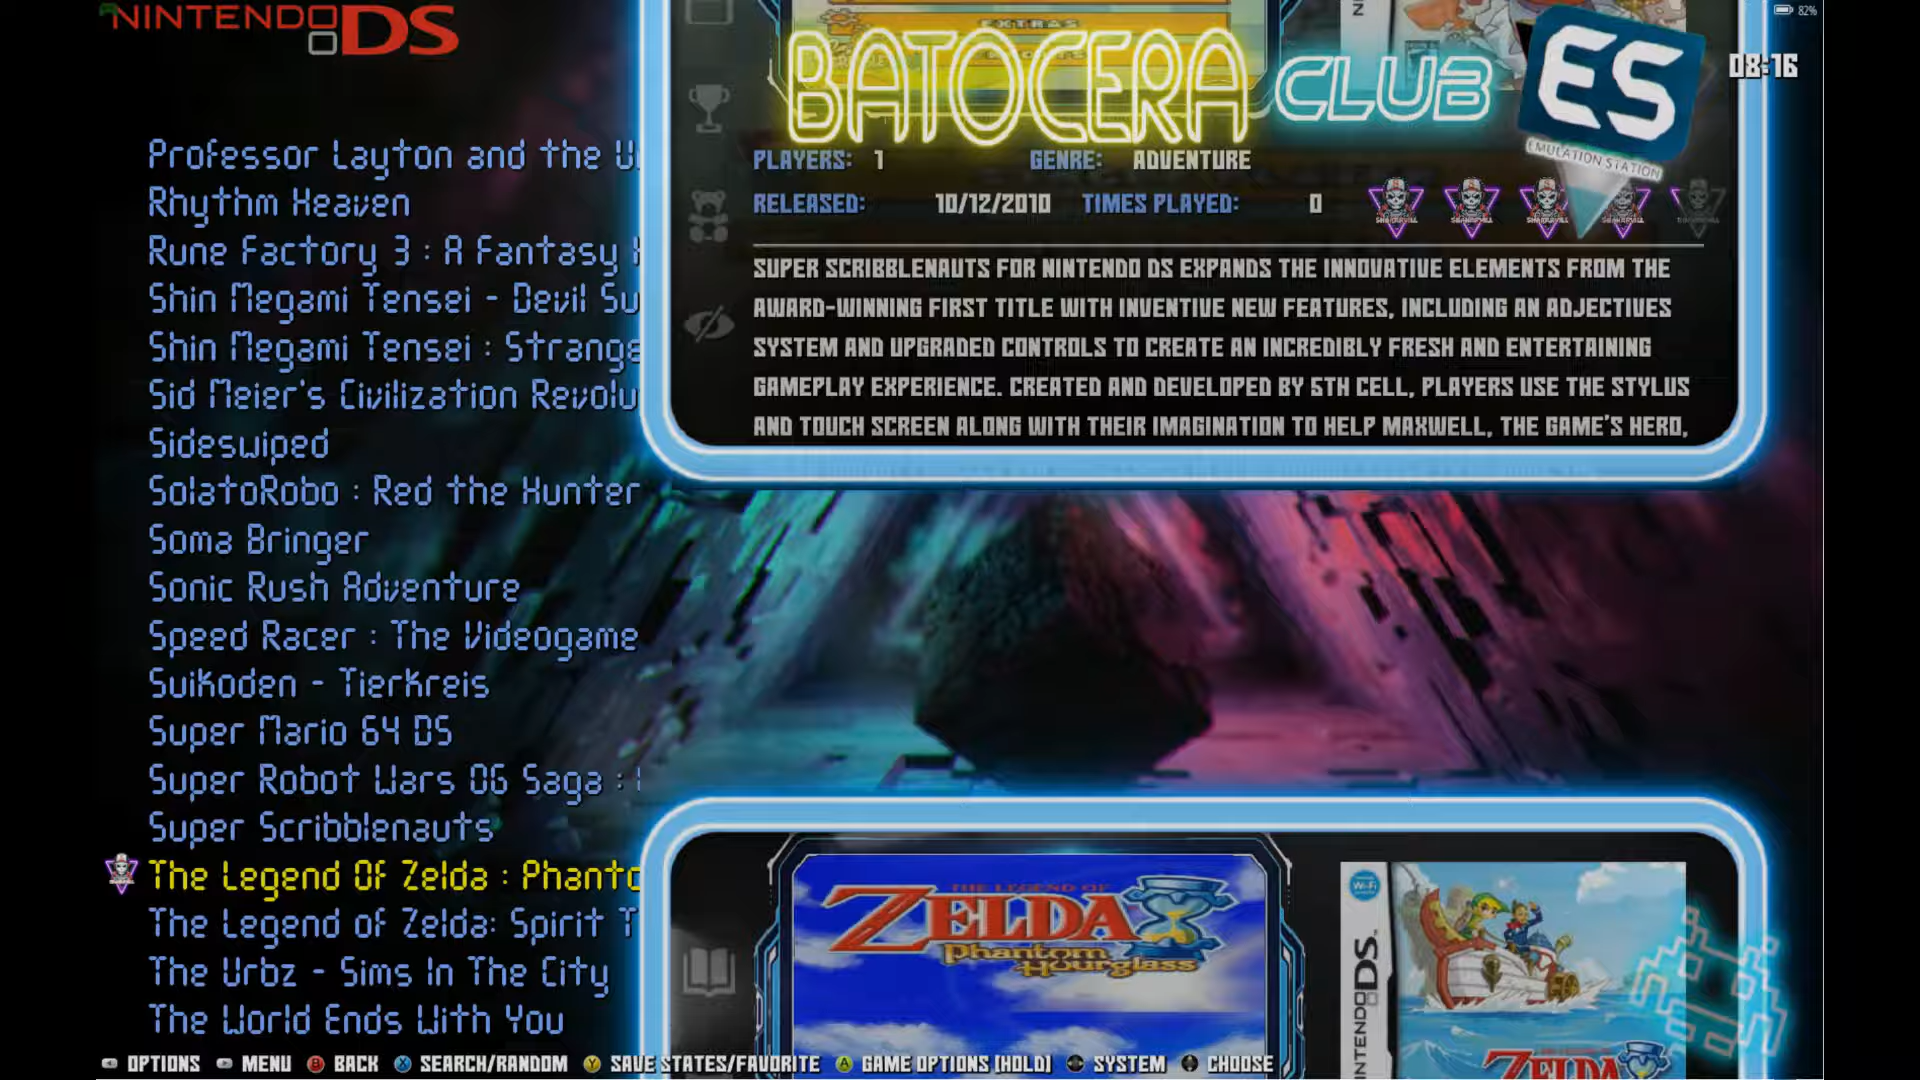 NINTENDO DS
82%
08:16
EXTRAS
BATOCERA CLUB
ES
EMULATION STATION
Professor Layton and the U
Rhythm Heaven
Rune Factory 3 : A Fantasy
Shin Megami Tensei - Devil Su
Shin Megami Tensei : Strange
Sid Meier's Civilization Revolu
Sideswiped
SolatoRobo : Red the Hunter
Soma Bringer
Sonic Rush Adventure
Speed Racer : The Videogame
Suikoden - Tierkreis
Super Mario 64 DS
Super Robot Wars OG Saga :
Super Scribblenauts
The Legend Of Zelda : Phanto
The Legend of Zelda: Spirit T
The Urbz - Sims In The City
The World Ends With You
PLAYERS: 1 GENRE: ADVENTURE
RELEASED: 10/12/2010 TIMES PLAYED: 0
SUPER SCRIBBLENAUTS FOR NINTENDO DS EXPANDS THE INNOVATIVE ELEMENTS FROM THE
AWARD-WINNING FIRST TITLE WITH INVENTIVE NEW FEATURES, INCLUDING AN ADJECTIVES
SYSTEM AND UPGRADED CONTROLS TO CREATE AN INCREDIBLY FRESH AND ENTERTAINING
GAMEPLAY EXPERIENCE. CREATED AND DEVELOPED BY 5TH CELL, PLAYERS USE THE STYLUS
AND TOUCH SCREEN ALONG WITH THEIR IMAGINATION TO HELP MAXWELL, THE GAME'S HERO,
THE LEGEND OF
ZELDA
Phantom
Hourglass
Wi-Fi
NINTENDO DS
ZELDA
OPTIONS MENU BACK SEARCH/RANDOM SAVE STATES/FAVORITE GAME OPTIONS (HOLD) SYSTEM CHOOSE